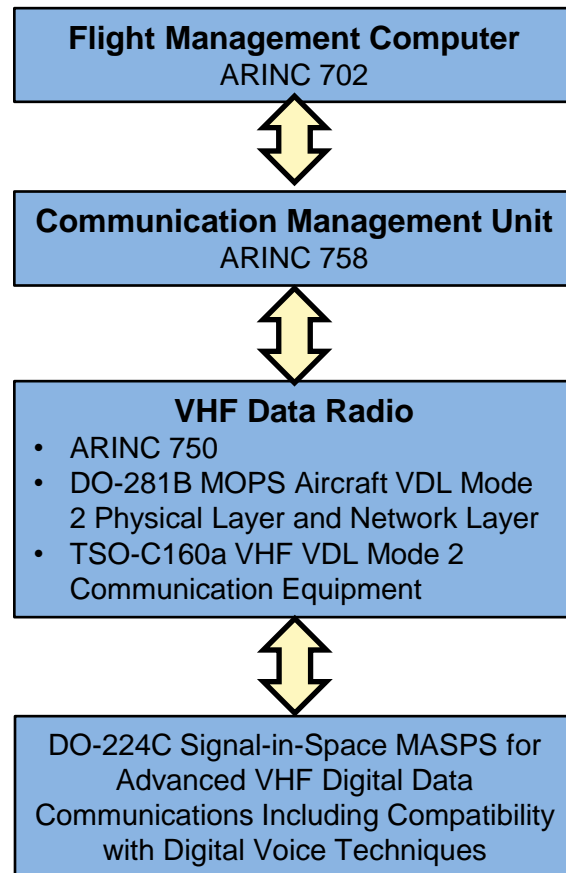 Flight Management Computer
ARINC 702
Communication Management Unit
ARINC 758
VHF Data Radio
• ARINC 750
• DO-281B MOPS Aircraft VDL Mode
2 Physical Layer and Network Layer
• TSO-C160a VHF VDL Mode 2
Communication Equipment
DO-224C Signal-in-Space MASPS for
Advanced VHF Digital Data
Communications Including Compatibility
with Digital Voice Techniques